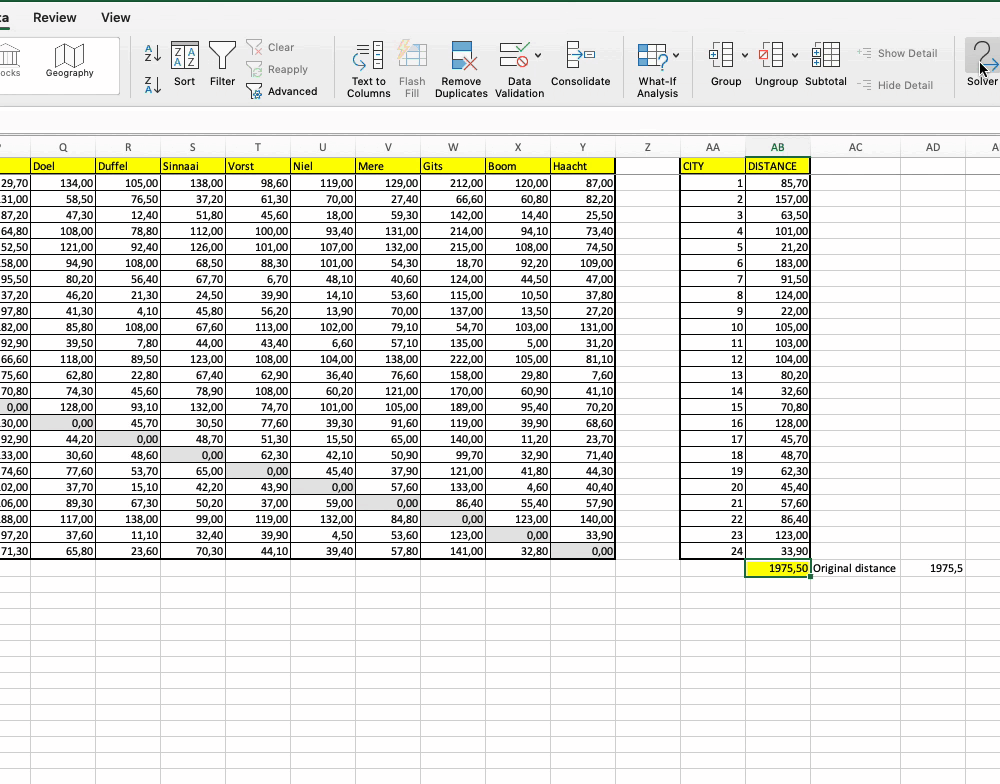 ta Review View
ocks
Geography
Sort
Filter
Clear
Reapply
Advanced
Text to
Columns
Flash
Fill
Remove
Duplicates
Data
Validation
Consolidate
What-If
Analysis
Group
Ungroup
Subtotal
Show Detail
Hide Detail
Solver
Q R S T U V W X Y Z AA AB AC AD
Doel Duffel Sinnaai Vorst Niel Mere Gits Boom Haacht CITY DISTANCE
29,70 134,00 105,00 138,00 98,60 119,00 129,00 212,00 120,00 87,00 1 85,70
31,00 58,50 76,50 37,20 61,30 70,00 27,40 66,60 60,80 82,20 2 157,00
87,20 47,30 12,40 51,80 45,60 18,00 59,30 142,00 14,40 25,50 3 63,50
64,80 108,00 78,80 112,00 100,00 93,40 131,00 214,00 94,10 73,40 4 101,00
52,50 121,00 92,40 126,00 101,00 107,00 132,00 215,00 108,00 74,50 5 21,20
58,00 94,90 108,00 68,50 88,30 101,00 54,30 18,70 92,20 109,00 6 183,00
95,50 80,20 56,40 67,70 6,70 48,10 40,60 124,00 44,50 47,00 7 91,50
37,20 46,20 21,30 24,50 39,90 14,10 53,60 115,00 10,50 37,80 8 124,00
97,80 41,30 4,10 45,80 56,20 13,90 70,00 137,00 13,50 27,20 9 22,00
82,00 85,80 108,00 67,60 113,00 102,00 79,10 54,70 103,00 131,00 10 105,00
92,90 39,50 7,80 44,00 43,40 6,60 57,10 135,00 5,00 31,20 11 103,00
66,60 118,00 89,50 123,00 108,00 104,00 138,00 222,00 105,00 81,10 12 104,00
75,60 62,80 22,80 67,40 62,90 36,40 76,60 158,00 29,80 7,60 13 80,20
70,80 74,30 45,60 78,90 108,00 60,20 121,00 170,00 60,90 41,10 14 32,60
0,00 128,00 93,10 132,00 74,70 101,00 105,00 189,00 95,40 70,20 15 70,80
30,00 0,00 45,70 30,50 77,60 39,30 91,60 119,00 39,90 68,60 16 128,00
92,90 44,20 0,00 48,70 51,30 15,50 65,00 140,00 11,20 23,70 17 45,70
33,00 30,60 48,60 0,00 62,30 42,10 50,90 99,70 32,90 71,40 18 48,70
74,60 77,60 53,70 65,00 0,00 45,40 37,90 121,00 41,80 44,30 19 62,30
02,00 37,70 15,10 42,20 43,90 0,00 57,60 133,00 4,60 40,40 20 45,40
06,00 89,30 67,30 50,20 37,00 59,00 0,00 86,40 55,40 57,90 21 57,60
88,00 117,00 138,00 99,00 119,00 132,00 84,80 0,00 123,00 140,00 22 86,40
97,20 37,60 11,10 32,40 39,90 4,50 53,60 123,00 0,00 33,90 23 123,00
71,30 65,80 23,60 70,30 44,10 39,40 57,80 141,00 32,80 0,00 24 33,90
1975,50 Original distance 1975,5